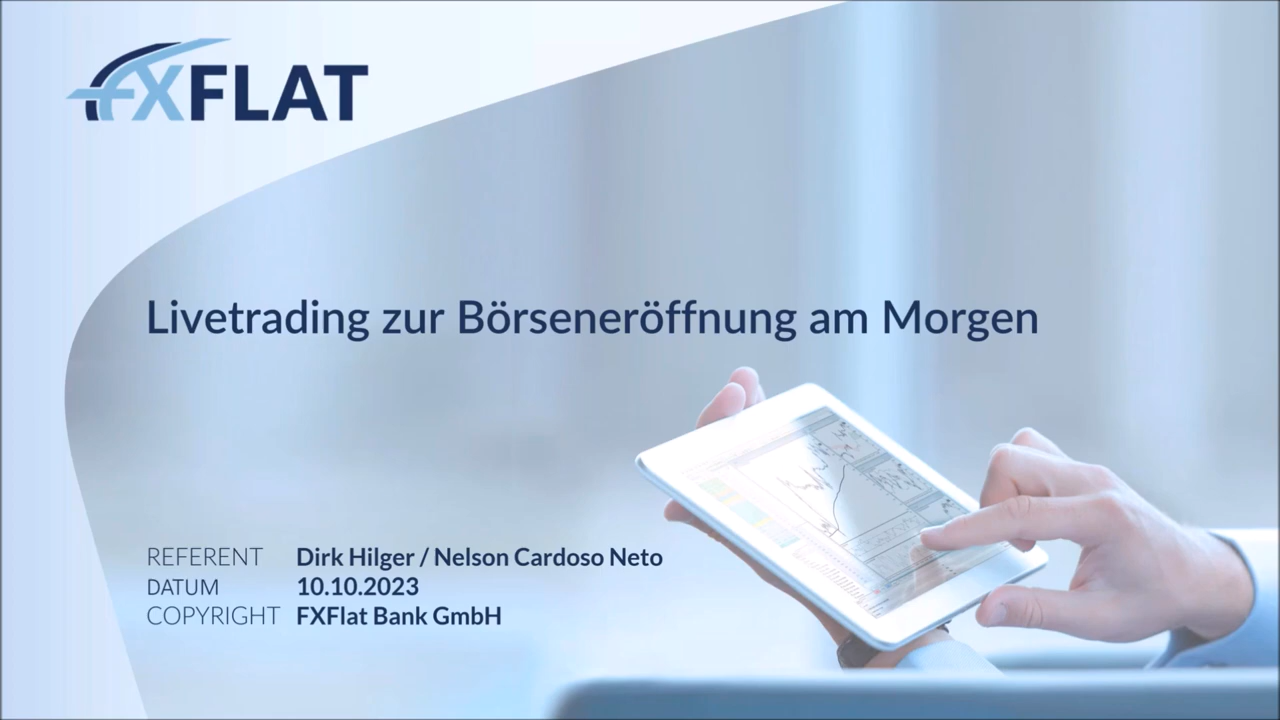 FXFLAT
Livetrading zur Börseneröffnung am Morgen
REFERENT Dirk Hilger / Nelson Cardoso Neto
DATUM 10.10.2023
COPYRIGHT FXFlat Bank GmbH